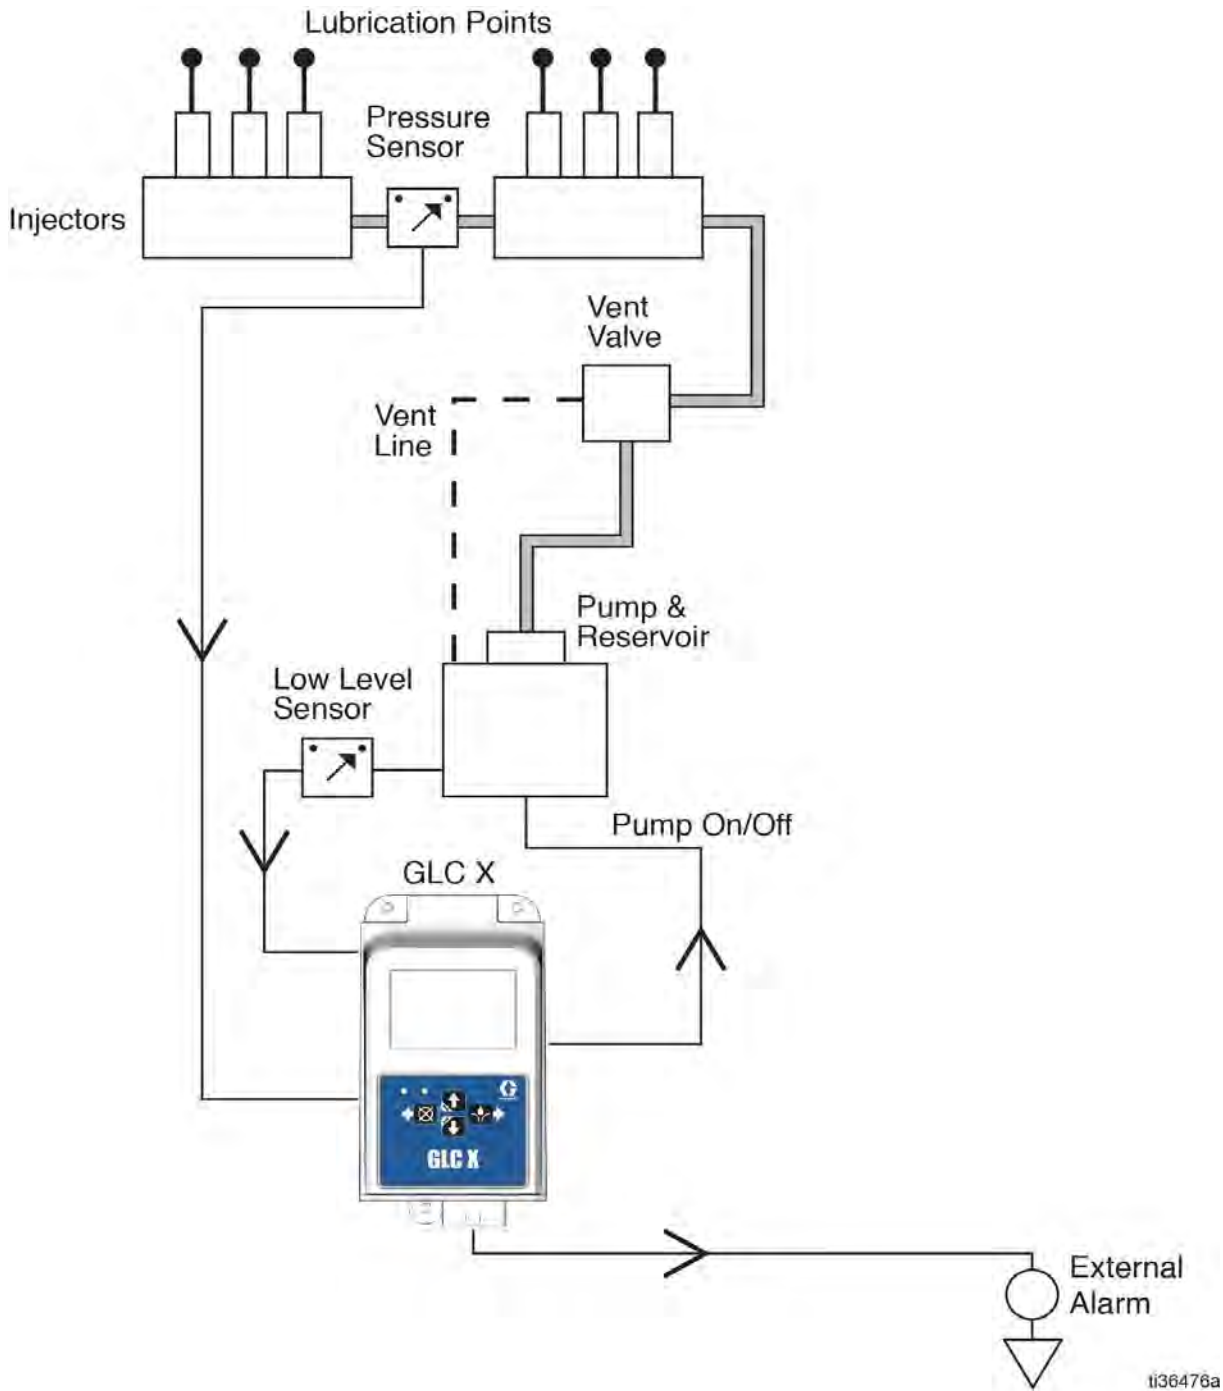 Lubrication Points
Pressure
Sensor
Injectors
Vent
Valve
Vent
Line
Pump &
Reservoir
Low Level
Sensor
Pump On/Off
GLC X
GLC X
External
Alarm
ti36476a